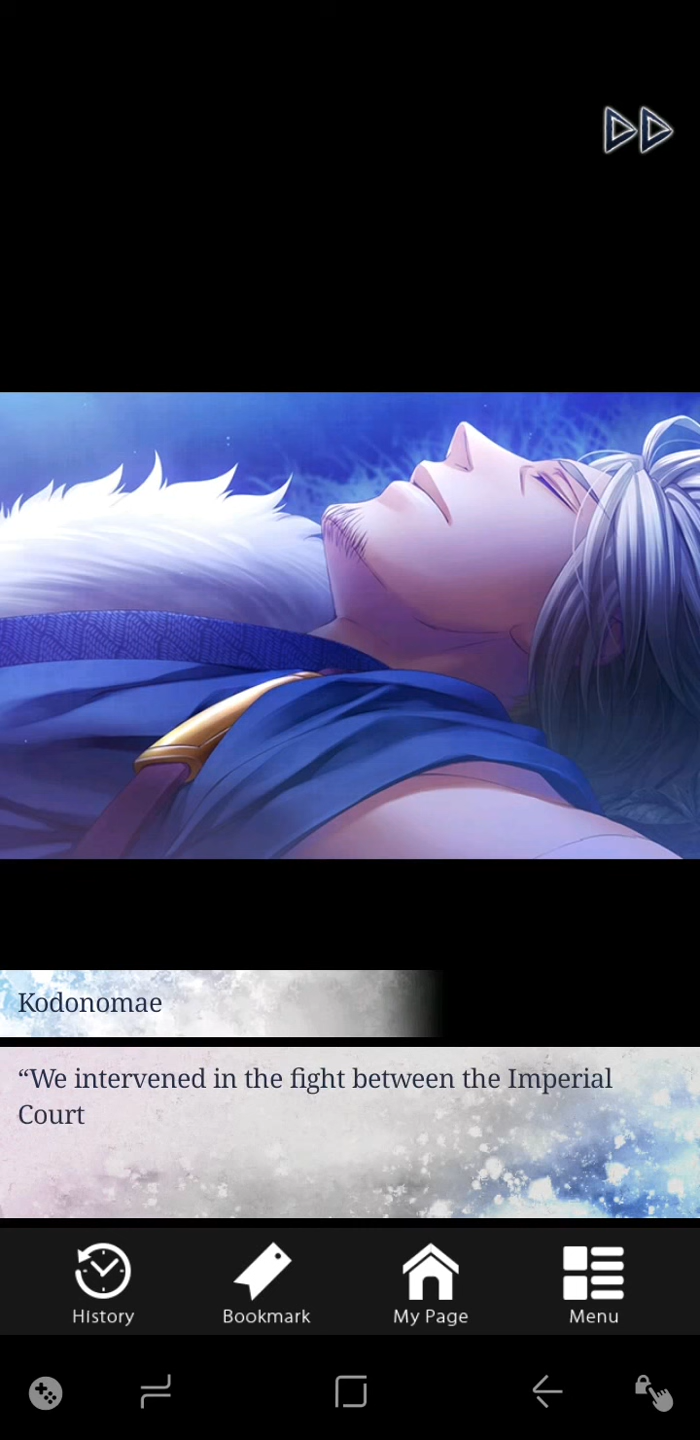 Kodonomae
“We intervened in the fight between the Imperial
Court
History
Bookmark
My Page
Menu